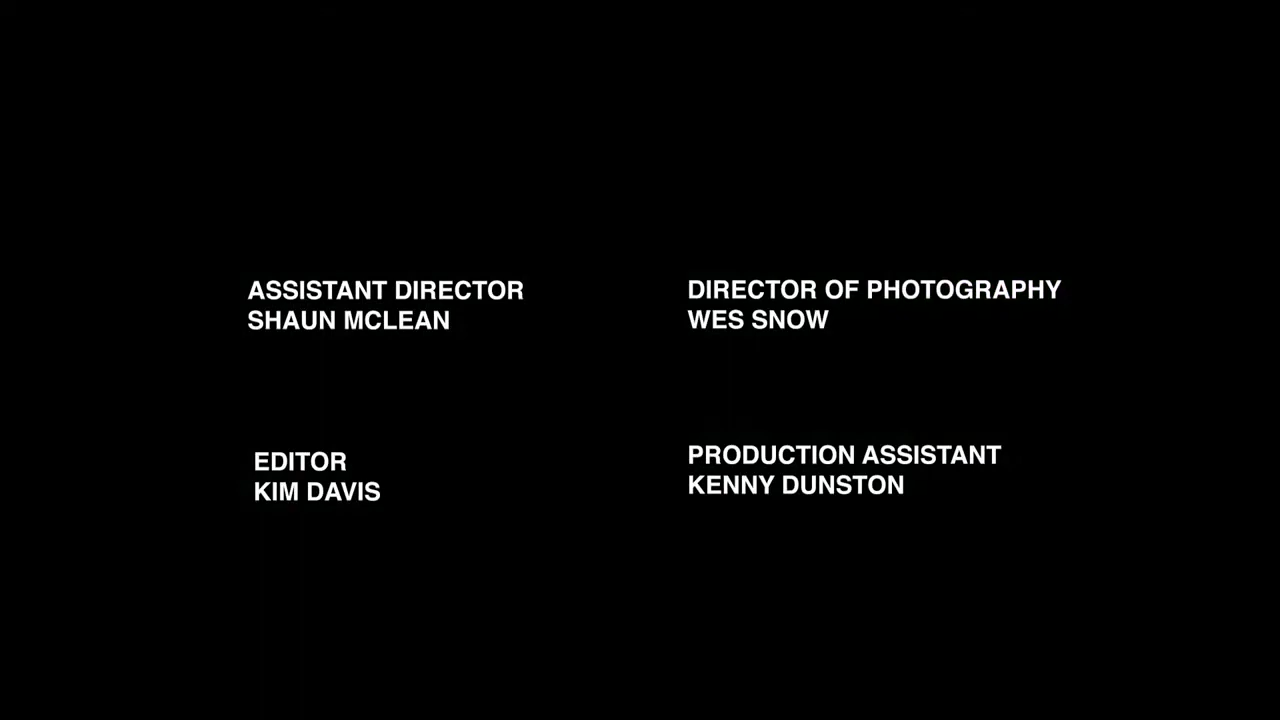 ASSISTANT DIRECTOR
SHAUN MCLEAN
DIRECTOR OF PHOTOGRAPHY
WES SNOW
EDITOR
KIM DAVIS
PRODUCTION ASSISTANT
KENNY DUNSTON